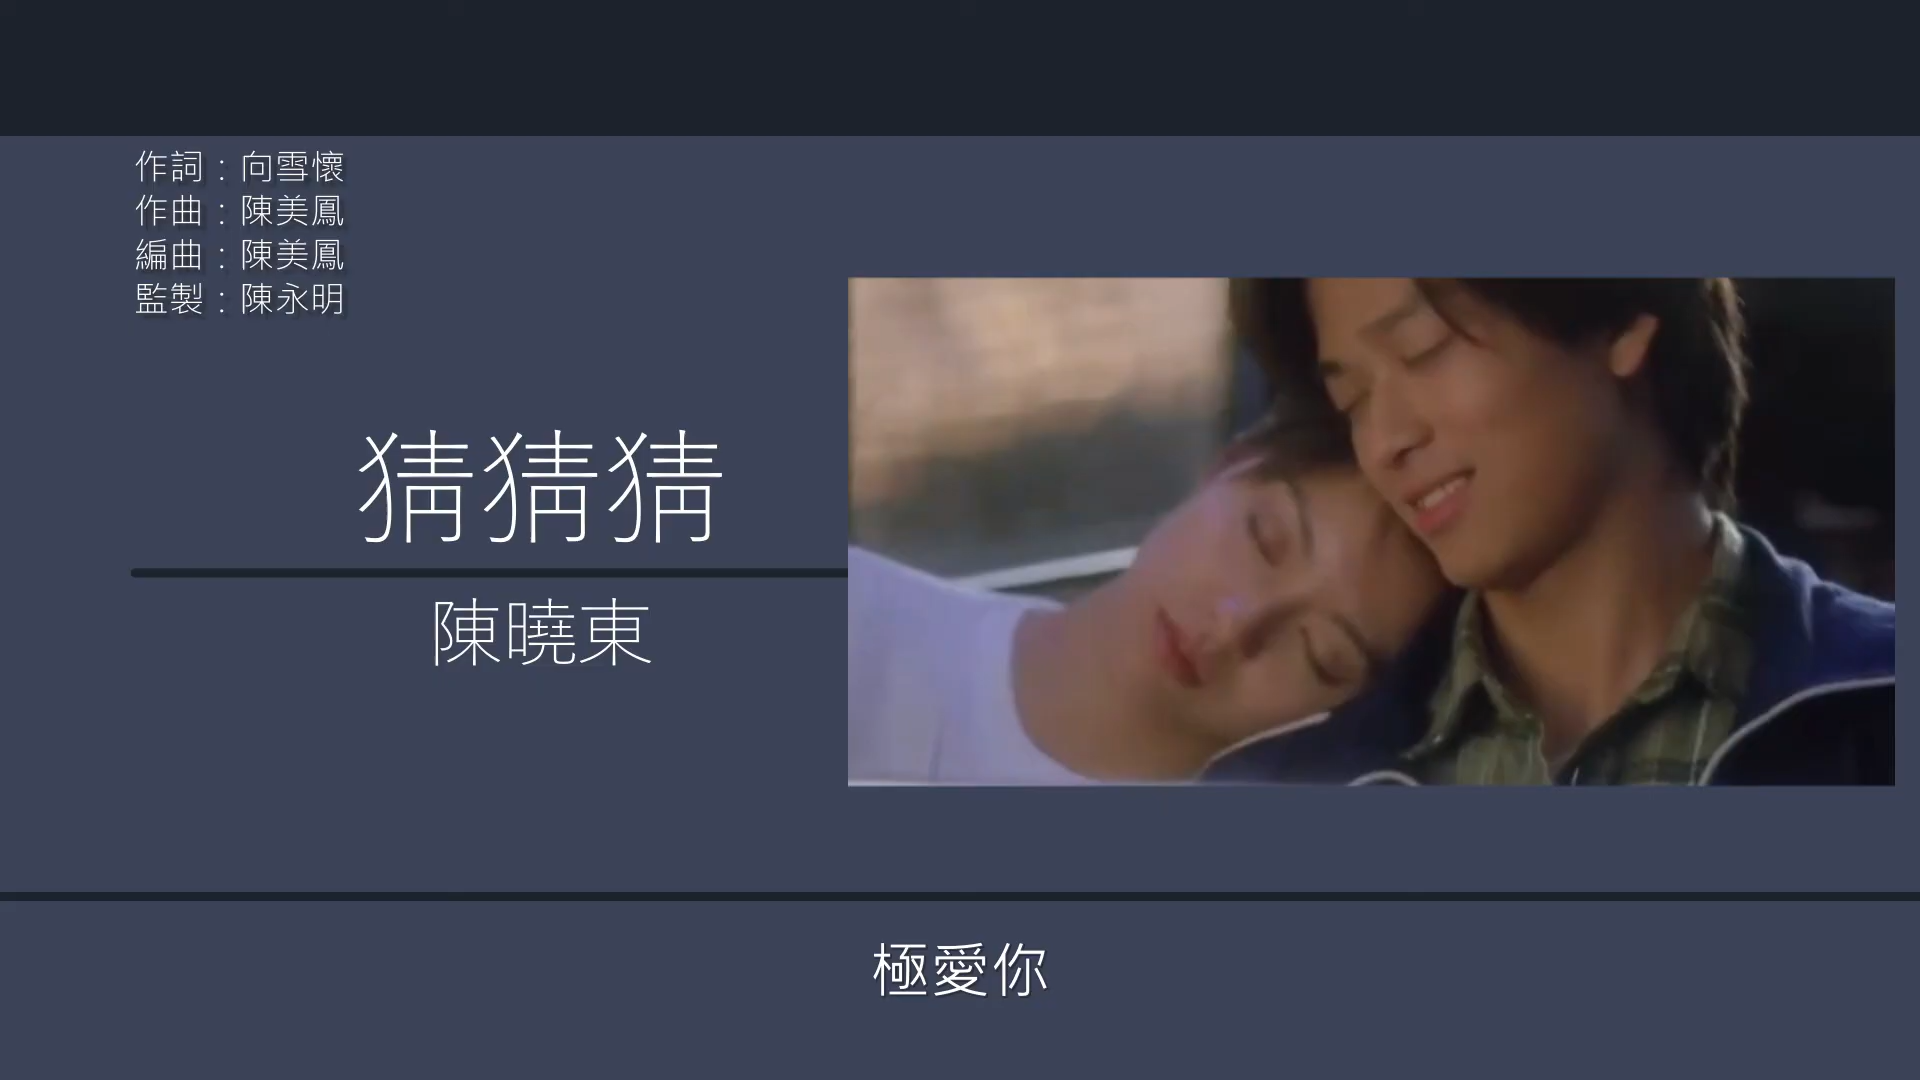 作詞：向雪懷
作曲：陳美鳳
編曲：陳美鳳
監製：陳永明
猜猜猜
陳曉東
極愛你